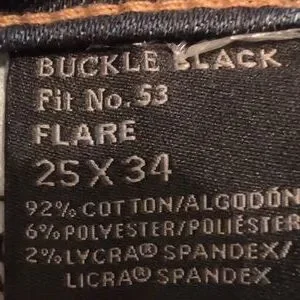 BUCKLE BLACK
Fit No. 53
FLARE
25 X 34
92% COTTON/ALGODÓN
6% POLYESTER/POLIÉSTER
2% LYCRA® SPANDEX/
LICRA® SPANDEX